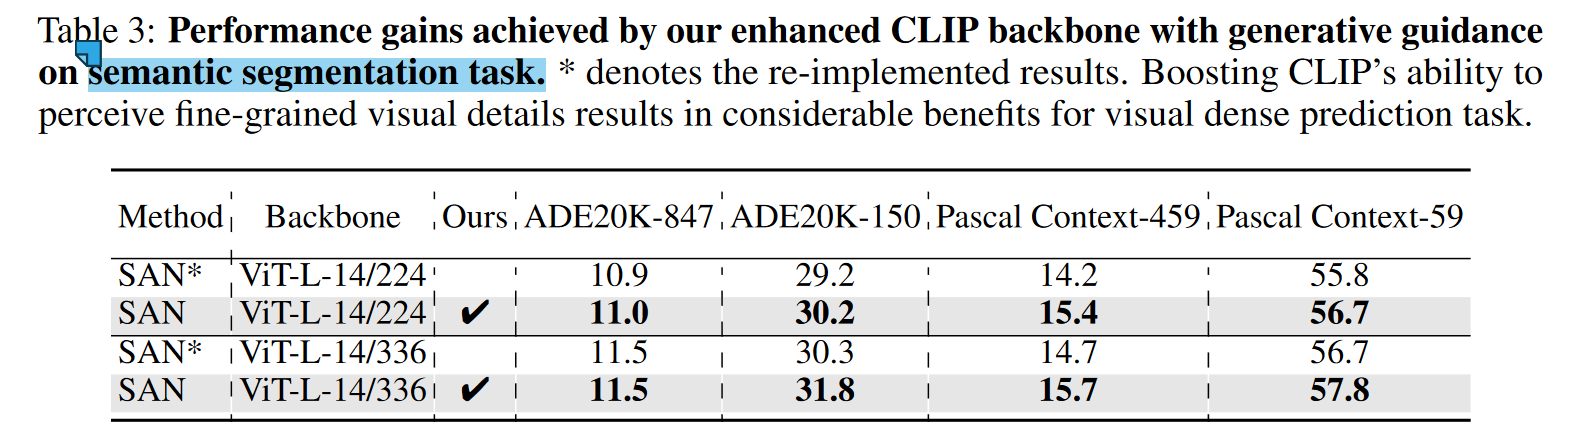 Table 3: Performance gains achieved by our enhanced CLIP backbone with generative guidance
on semantic segmentation task. * denotes the re-implemented results. Boosting CLIP's ability to
perceive fine-grained visual details results in considerable benefits for visual dense prediction task.
Method Backbone Ours ADE20K-847 ADE20K-150 Pascal Context-459 Pascal Context-59
SAN* ViT-L-14/224 10.9 29.2 14.2 55.8
SAN ViT-L-14/224 ✔ 11.0 30.2 15.4 56.7
SAN* ViT-L-14/336 11.5 30.3 14.7 56.7
SAN ViT-L-14/336 ✔ 11.5 31.8 15.7 57.8